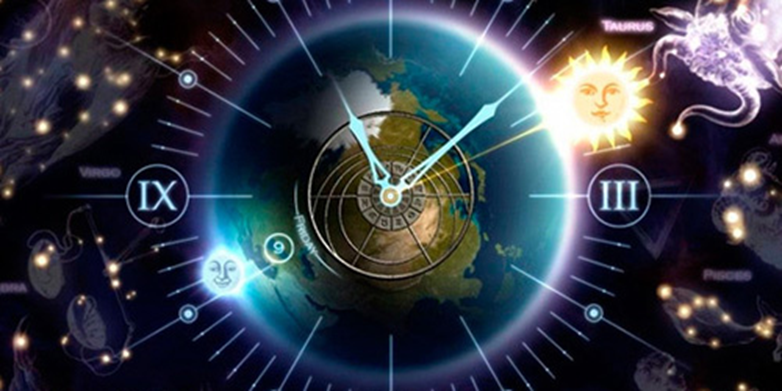 TAURUS
VIRGO
IX
III
FRIDAY
9
PISCES